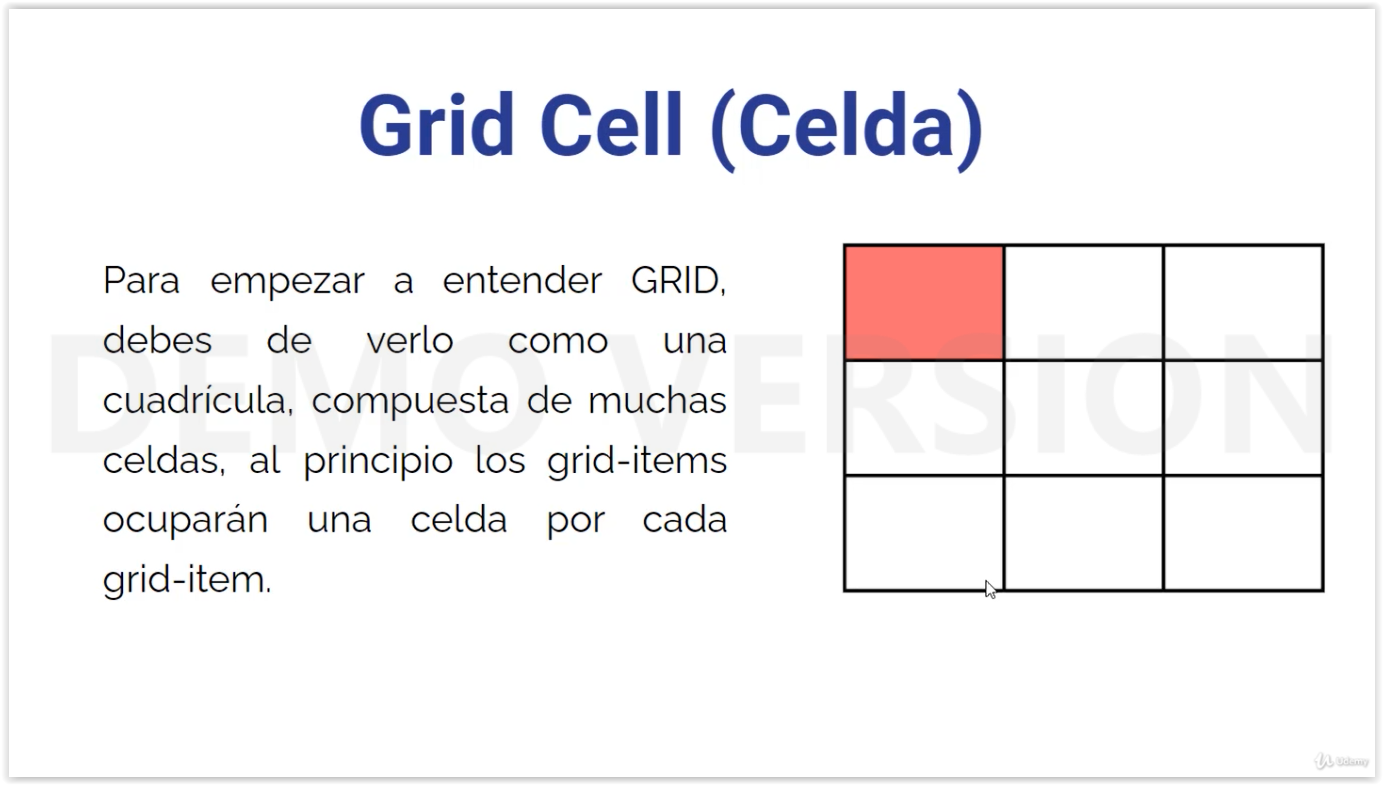 Grid Cell (Celda)
Para empezar a entender GRID,
debes de verlo como una
cuadrícula, compuesta de muchas
celdas, al principio los grid-items
ocuparán una celda por cada
grid-item.
DEMO VERSION
Udemy